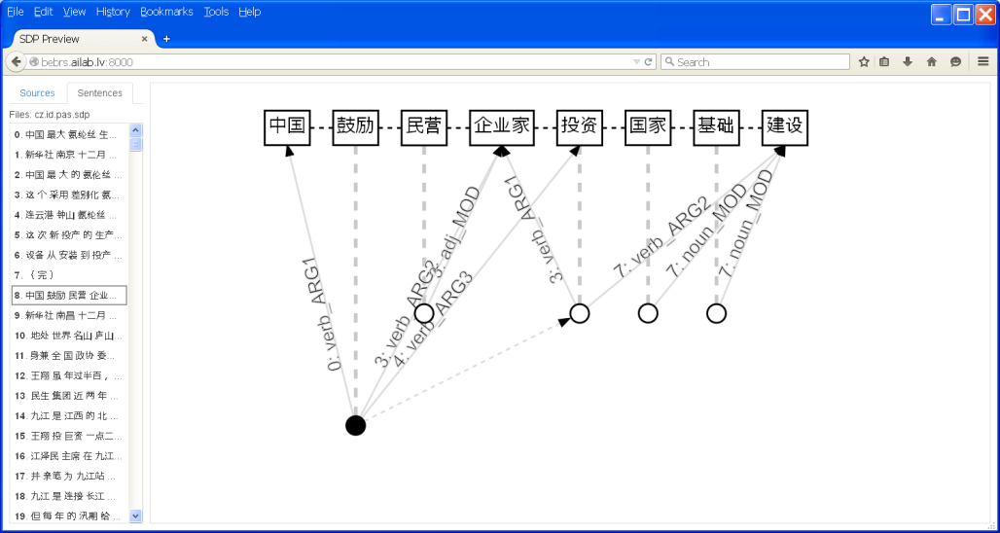 File Edit View History Bookmarks Tools Help
SDP Preview
bebrs.ailab.lv:8000
Search
Sources Sentences
Files: cz.id.pas.sdp
0. 中国 最大 氨纶丝 生...
1. 新华社 南京 十二月 ...
2. 中国 最 大 的 氨纶丝 ...
3. 这 个 采用 差别化 氨...
4. 连云港 钟山 氨纶丝 ...
5. 这 次 新 投产 的 生产...
6. 设备 从 安装 到 投产 ...
7. （ 完 ）
8. 中国 鼓励 民营 企业...
9. 新华社 南昌 十二月 ...
10. 地处 世界 名山 庐山...
11. 身兼 全 国 政协 委...
12. 王翔 虽 年过半百 ， ...
13. 民生 集团 近 两 年 ...
14. 九江 是 江西 的 北 ...
15. 王翔 投 巨资 一点二...
16. 江泽民 主席 在 九江...
17. 并 亲笔 为 九江站 ...
18. 九江 是 连接 长江 ...
19. 但 每 年 的 汛期 给 ...
中国 鼓励 民营 企业家 投资 国家 基础 建设
0: verb_ARG1
3: verb_ARG2
3: adj_MOD
4: verb_ARG3
3: verb_ARG1
7: verb_ARG2
7: noun_MOD
7: noun_MOD